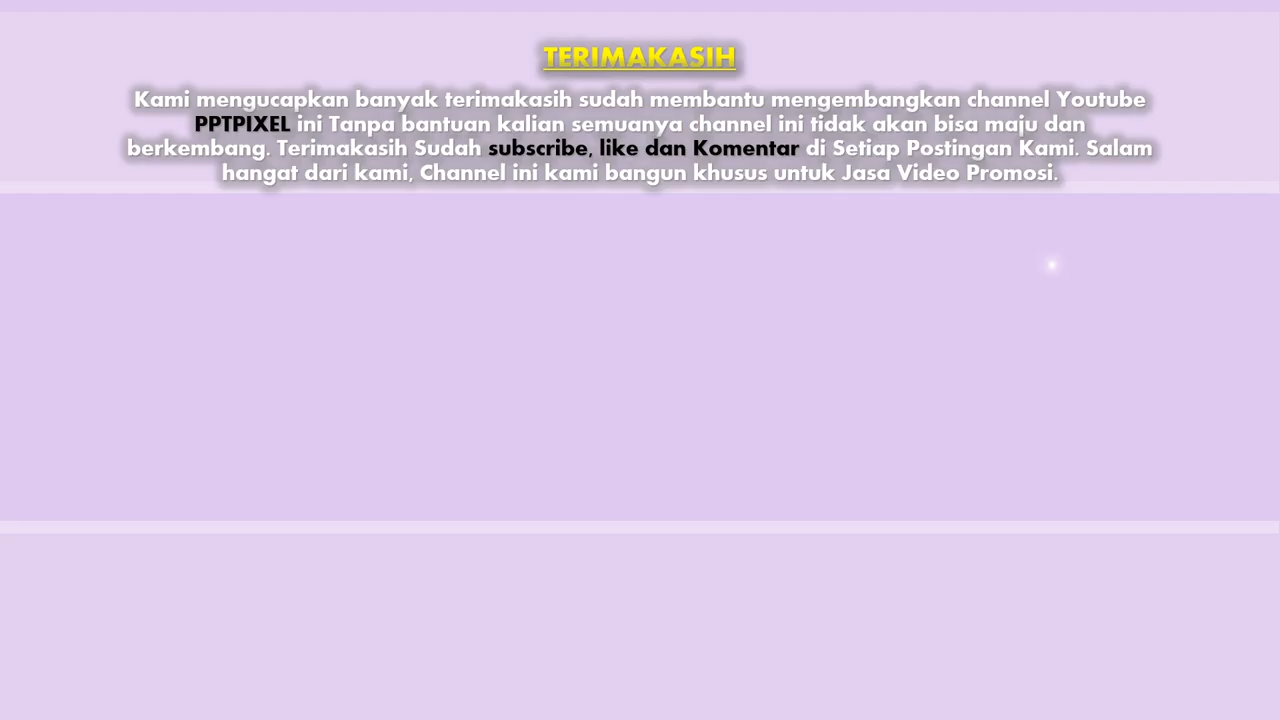 TERIMAKASIH
Kami mengucapkan banyak terimakasih sudah membantu mengembangkan channel Youtube
PPTPIXEL ini Tanpa bantuan kalian semuanya channel ini tidak akan bisa maju dan
berkembang. Terimakasih Sudah subscribe, like dan Komentar di Setiap Postingan Kami. Salam
hangat dari kami, Channel ini kami bangun khusus untuk Jasa Video Promosi.